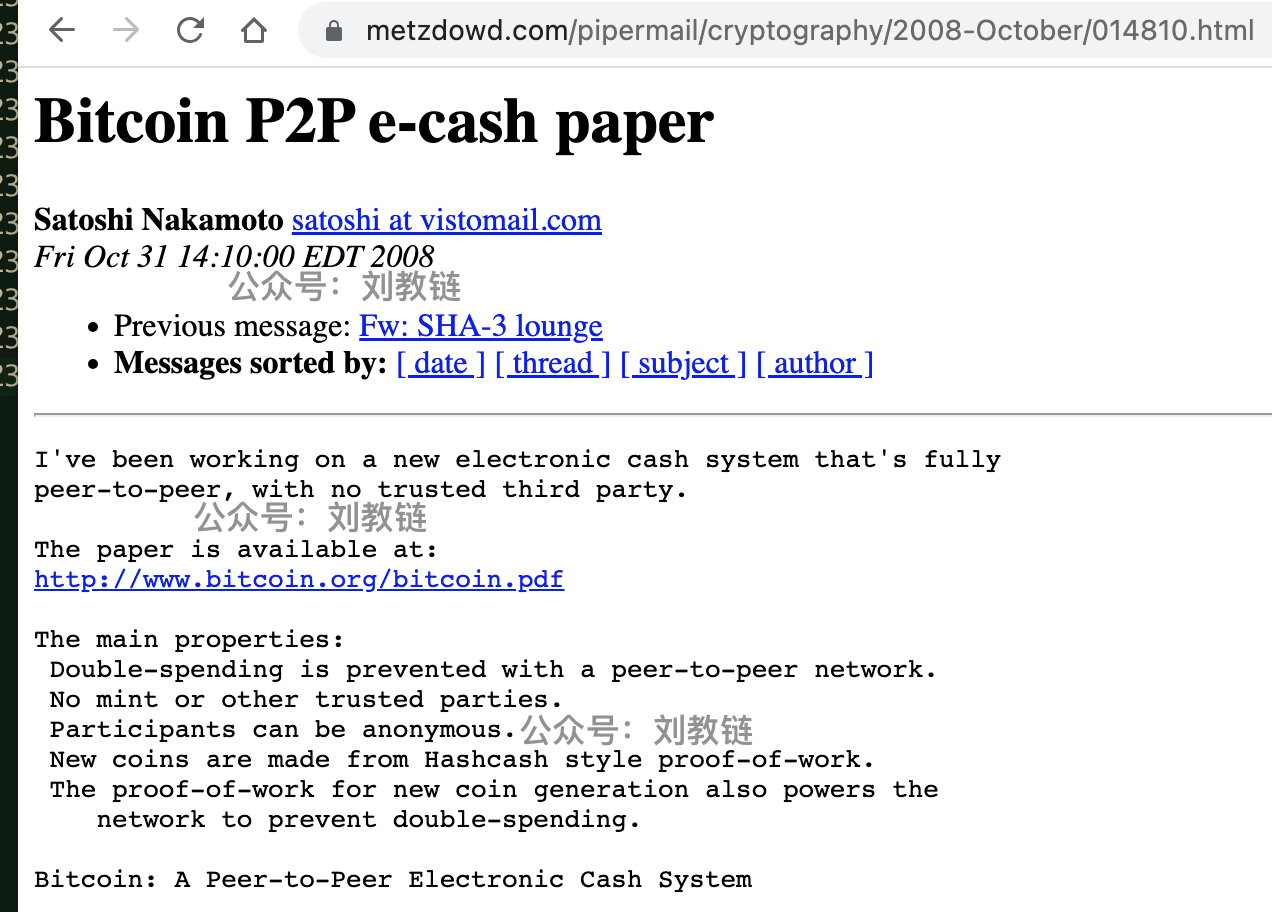 metzdowd.com/pipermail/cryptography/2008-October/014810.html
Bitcoin P2P e-cash paper
Satoshi Nakamoto satoshi at vistomail.com
Fri Oct 31 14:10:00 EDT 2008
公众号：刘教链
• Previous message: Fw: SHA-3 lounge
• Messages sorted by: [ date ] [ thread ] [ subject ] [ author ]
I've been working on a new electronic cash system that's fully
peer-to-peer, with no trusted third party.
公众号：刘教链
The paper is available at:
http://www.bitcoin.org/bitcoin.pdf
The main properties:
Double-spending is prevented with a peer-to-peer network.
No mint or other trusted parties.
Participants can be anonymous. 公众号：刘教链
New coins are made from Hashcash style proof-of-work.
The proof-of-work for new coin generation also powers the
network to prevent double-spending.
Bitcoin: A Peer-to-Peer Electronic Cash System